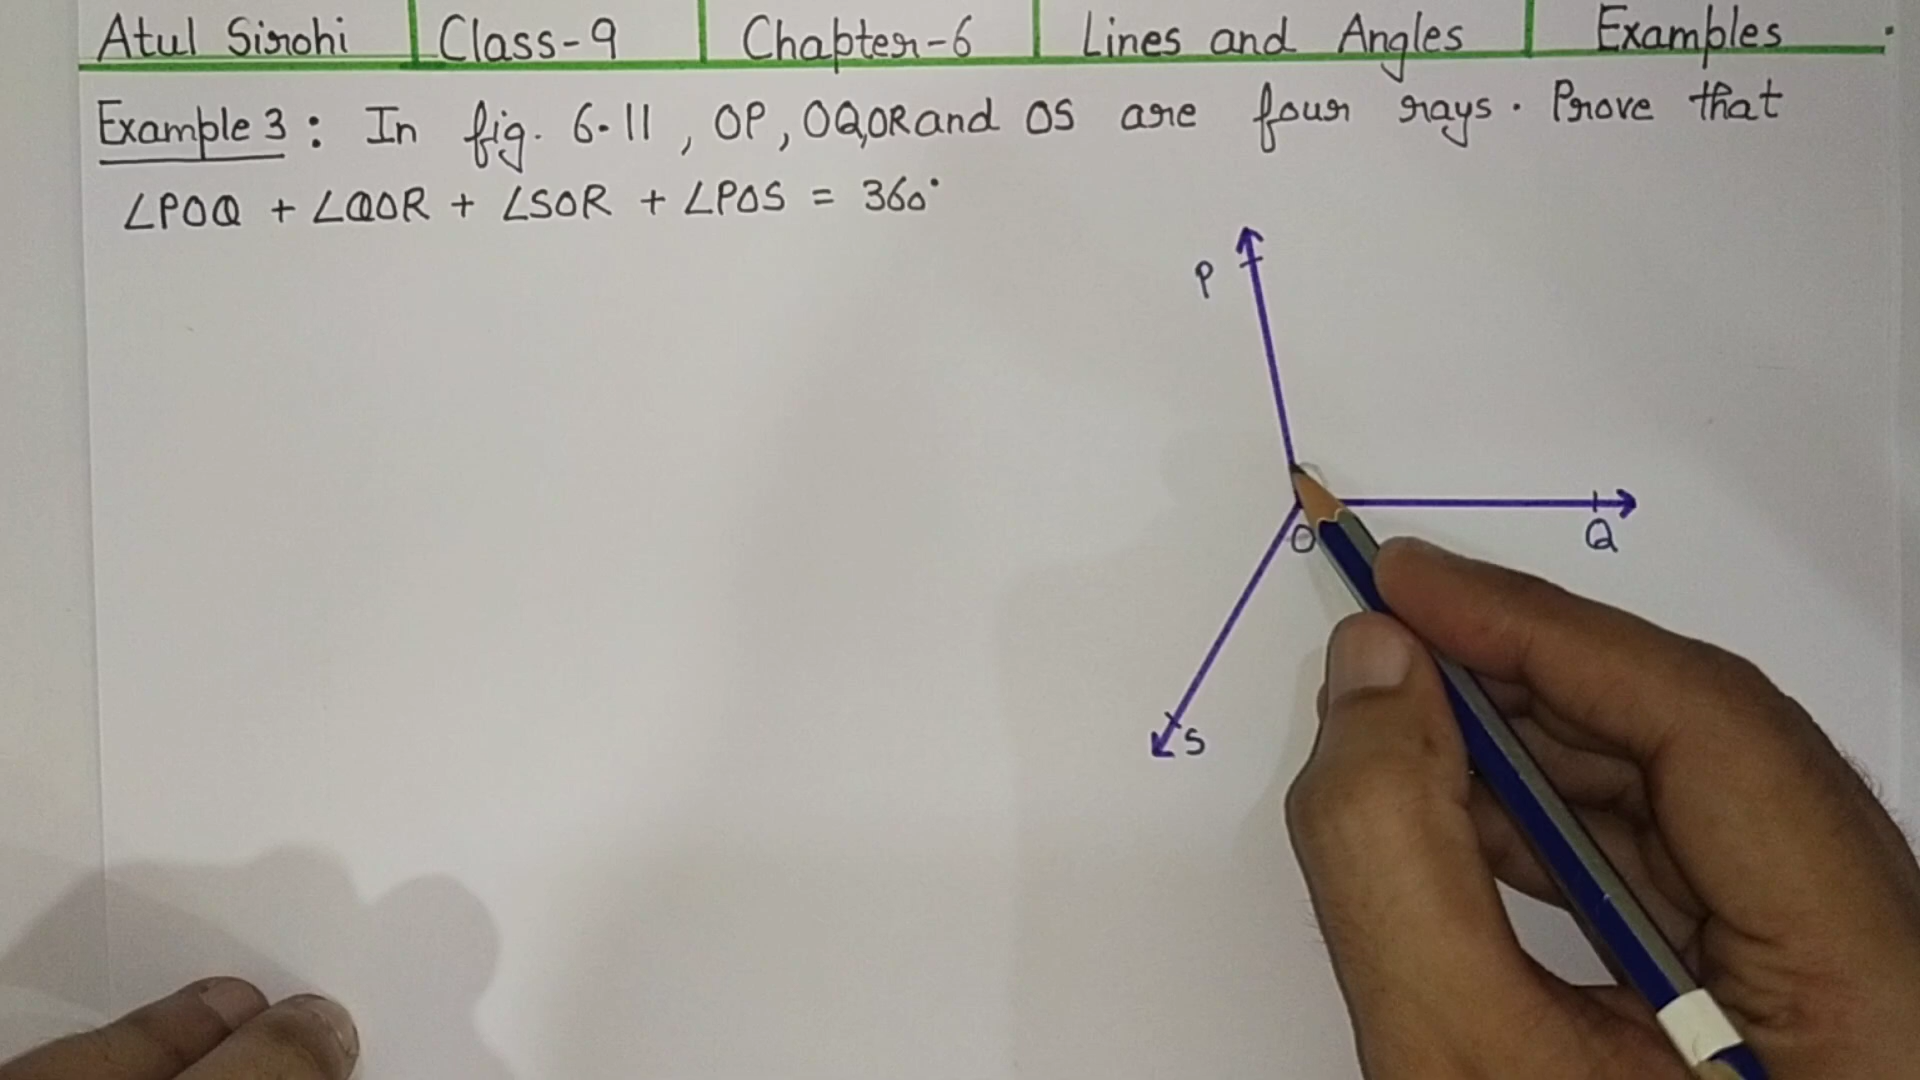 Atul Sirohi Class-9 Chapter-6 Lines and Angles Examples
Example 3: In fig. 6.11, OP, OQ,OR and OS are four rays. Prove that
∠POQ + ∠QOR + ∠SOR + ∠POS = 360°
P
O
Q
S